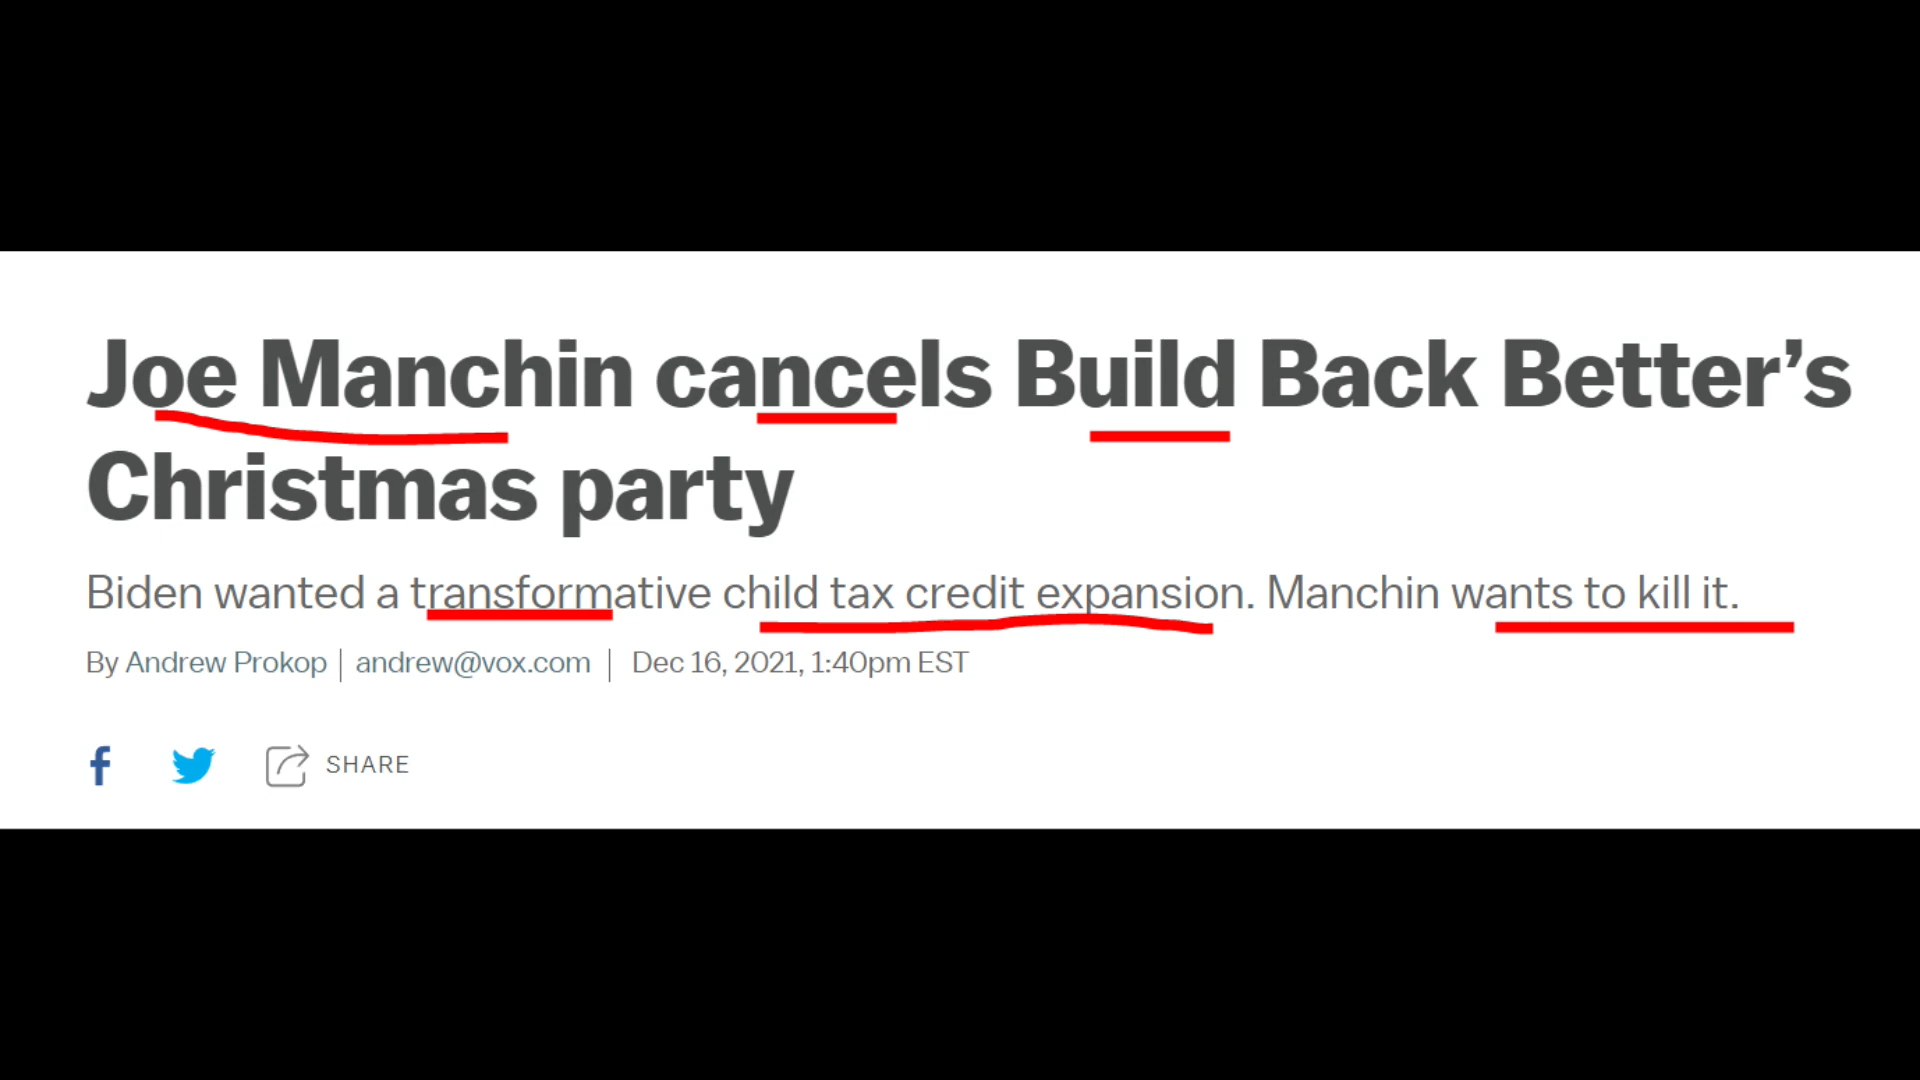 Joe Manchin cancels Build Back Better’s
Christmas party
Biden wanted a transformative child tax credit expansion. Manchin wants to kill it.
By Andrew Prokop | andrew@vox.com | Dec 16, 2021, 1:40pm EST
SHARE